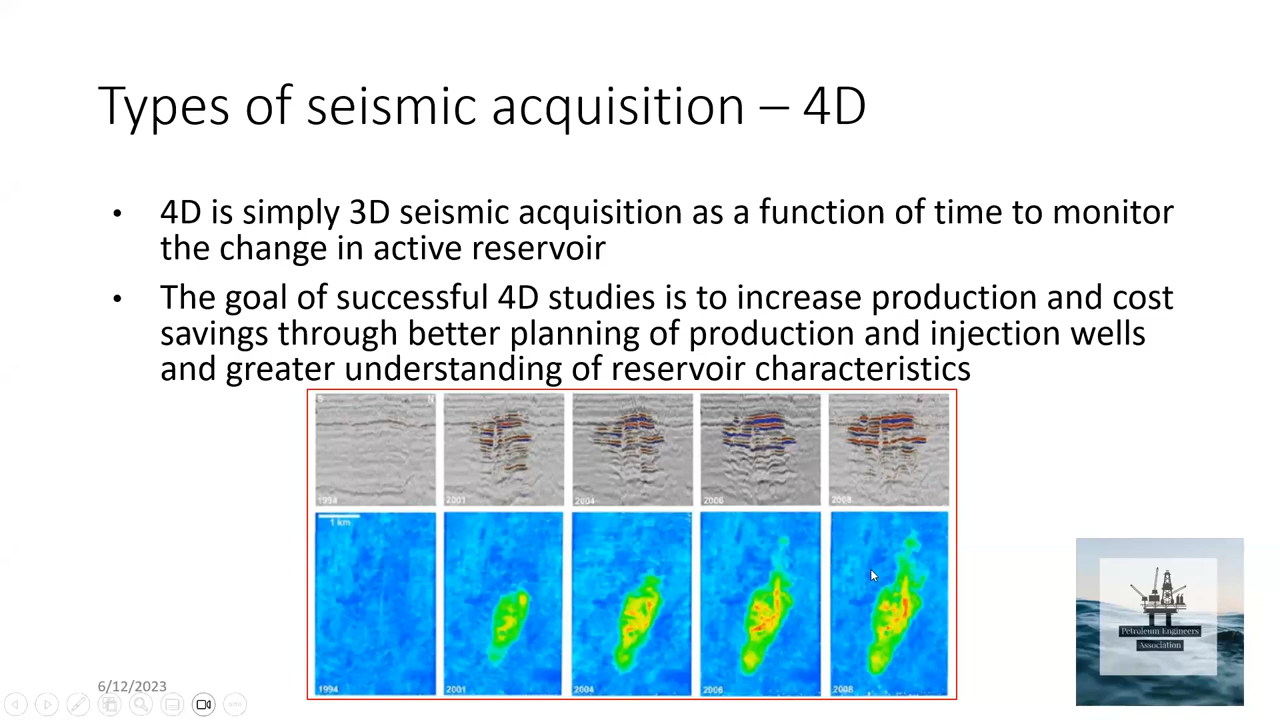 Types of seismic acquisition – 4D
• 4D is simply 3D seismic acquisition as a function of time to monitor
the change in active reservoir
• The goal of successful 4D studies is to increase production and cost
savings through better planning of production and injection wells
and greater understanding of reservoir characteristics
N
1994
2001
2004
2006
2008
1 km
1994
2001
2004
2006
2008
Petroleum Engineers
Association
6/12/2023